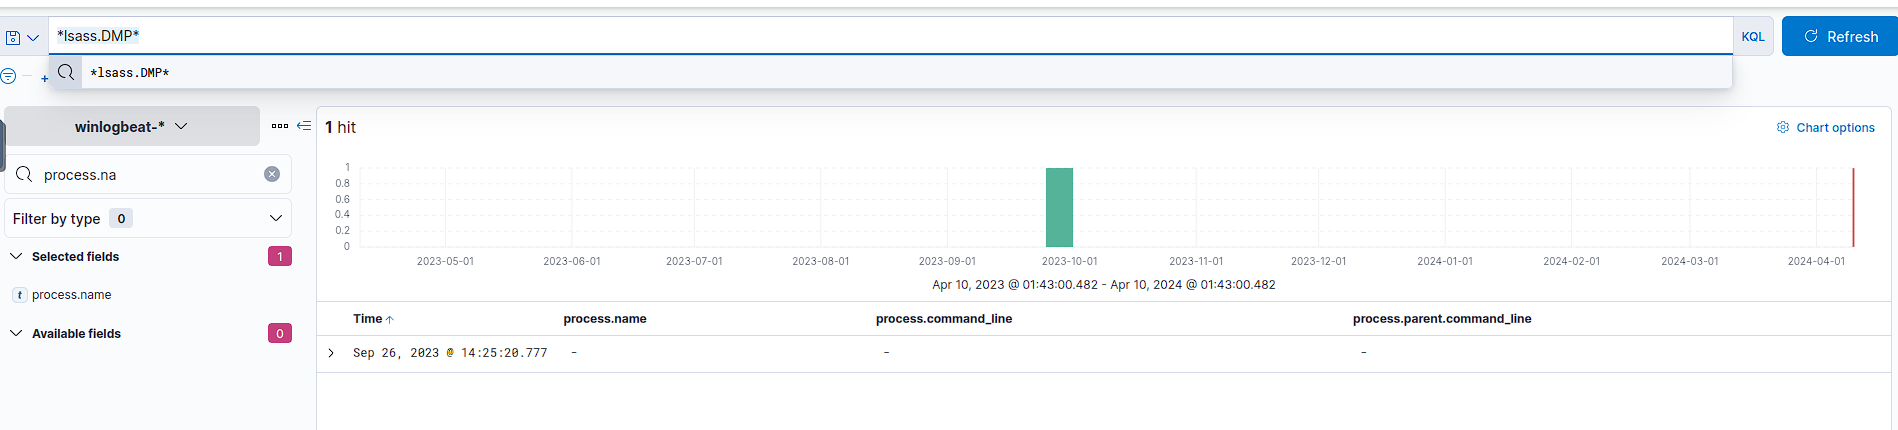 *lsass.DMP*
KQL
Refresh
+
*lsass.DMP*
winlogbeat-*
process.na
Filter by type 0
Selected fields 1
t process.name
Available fields 0
1 hit
Chart options
1
0.8
0.6
0.4
0.2
0
2023-05-01 2023-06-01 2023-07-01 2023-08-01 2023-09-01 2023-10-01 2023-11-01 2023-12-01 2024-01-01 2024-02-01 2024-03-01 2024-04-01
Apr 10, 2023 @ 01:43:00.482 - Apr 10, 2024 @ 01:43:00.482
Time ↑ process.name process.command_line process.parent.command_line
Sep 26, 2023 @ 14:25:20.777 - - -